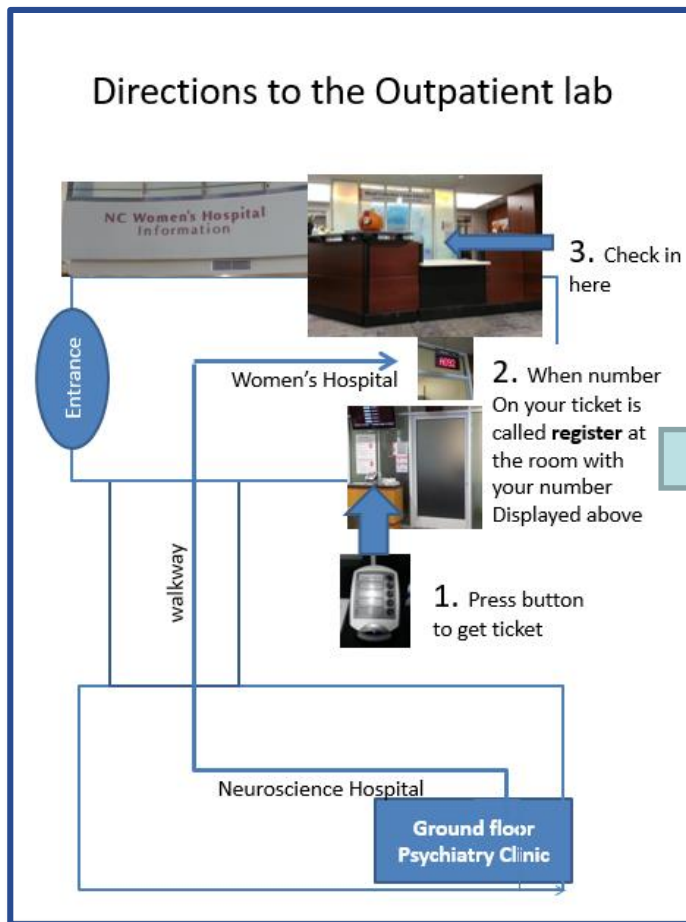 Directions to the Outpatient lab
NC Women's Hospital
Information
3. Check in
here
Entrance
Women's Hospital
2. When number
On your ticket is
called register at
the room with
your number
Displayed above
walkway
1. Press button
to get ticket
Neuroscience Hospital
Ground floor
Psychiatry Clinic